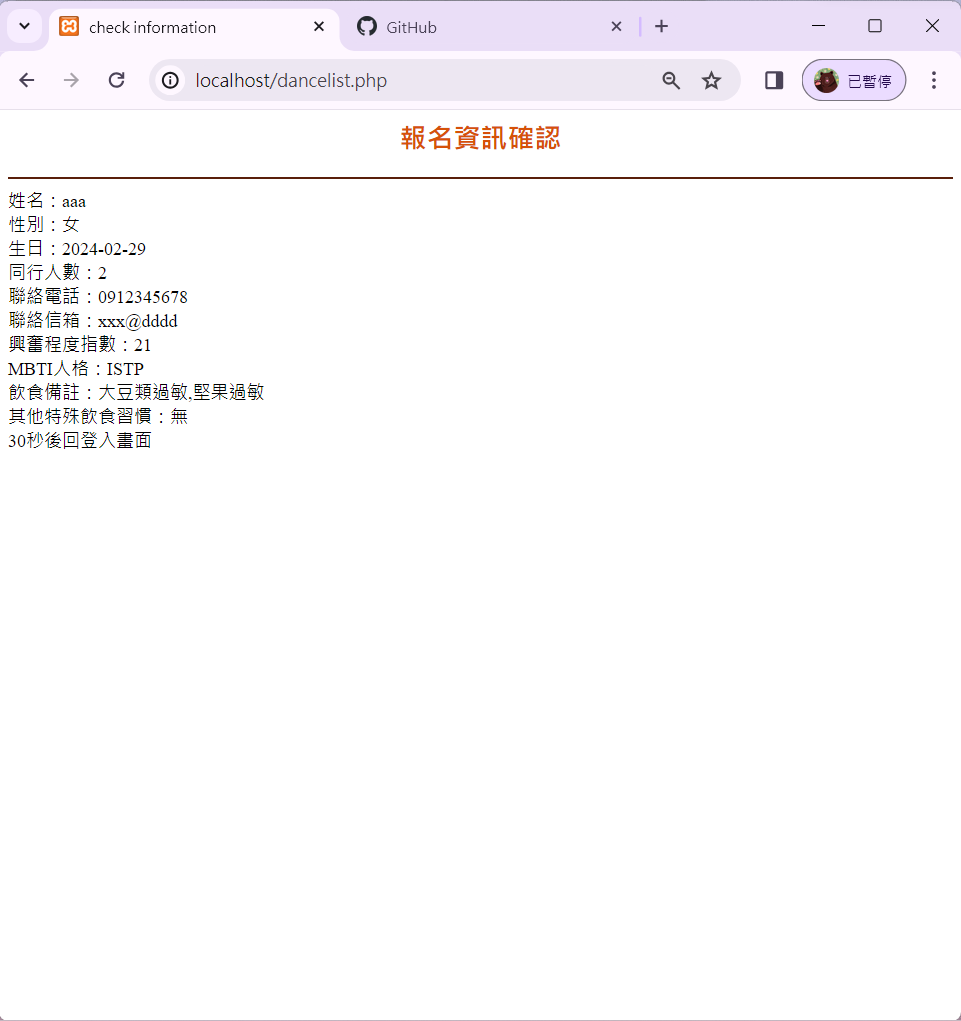 check information
GitHub
localhost/dancelist.php
已暫停
報名資訊確認
姓名：aaa
性別：女
生日：2024-02-29
同行人數：2
聯絡電話：0912345678
聯絡信箱：xxx@dddd
興奮程度指數：21
MBTI人格：ISTP
飲食備註：大豆類過敏,堅果過敏
其他特殊飲食習慣：無
30秒後回登入畫面